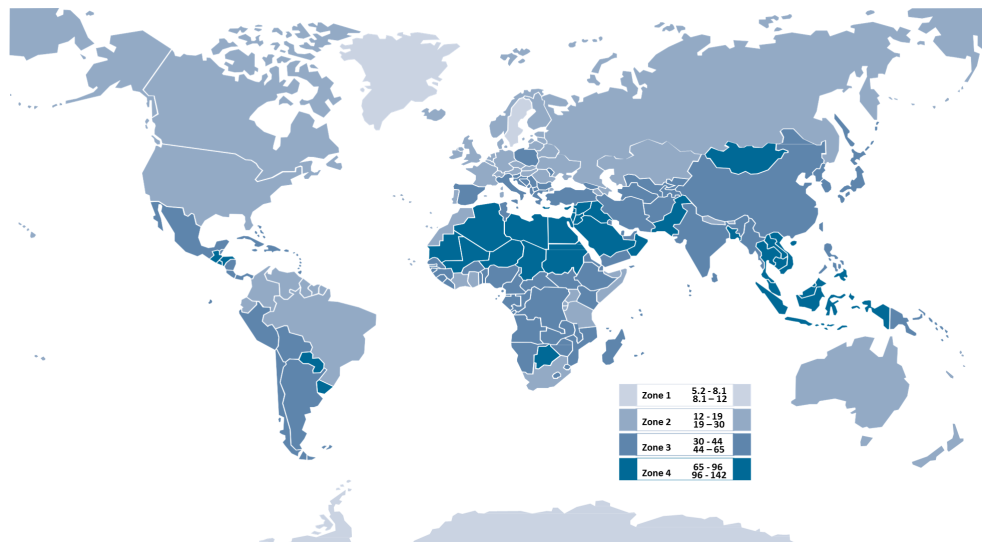 Zone 1 5.2 - 8.1
8.1 – 12
Zone 2 12 - 19
19 – 30
Zone 3 30 - 44
44 – 65
Zone 4 65 - 96
96 - 142